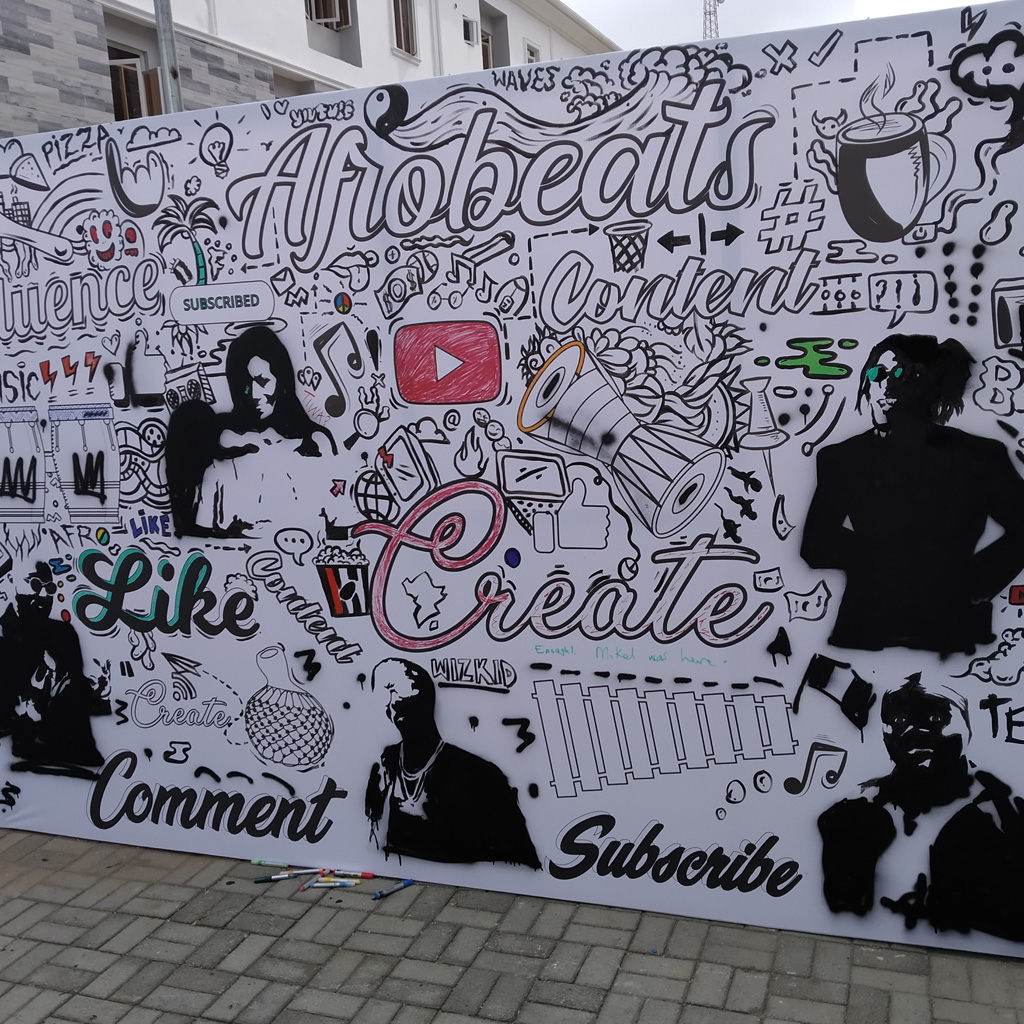 WAVES
PIZZA
Afrobeats
#
Content
luence
SUBSCRIBED
?!!
usic
AFRO
LIKE
Like
Content
Create
Enough!. Mikel was here.
WIZKID
Create
TE
Comment
Subscribe